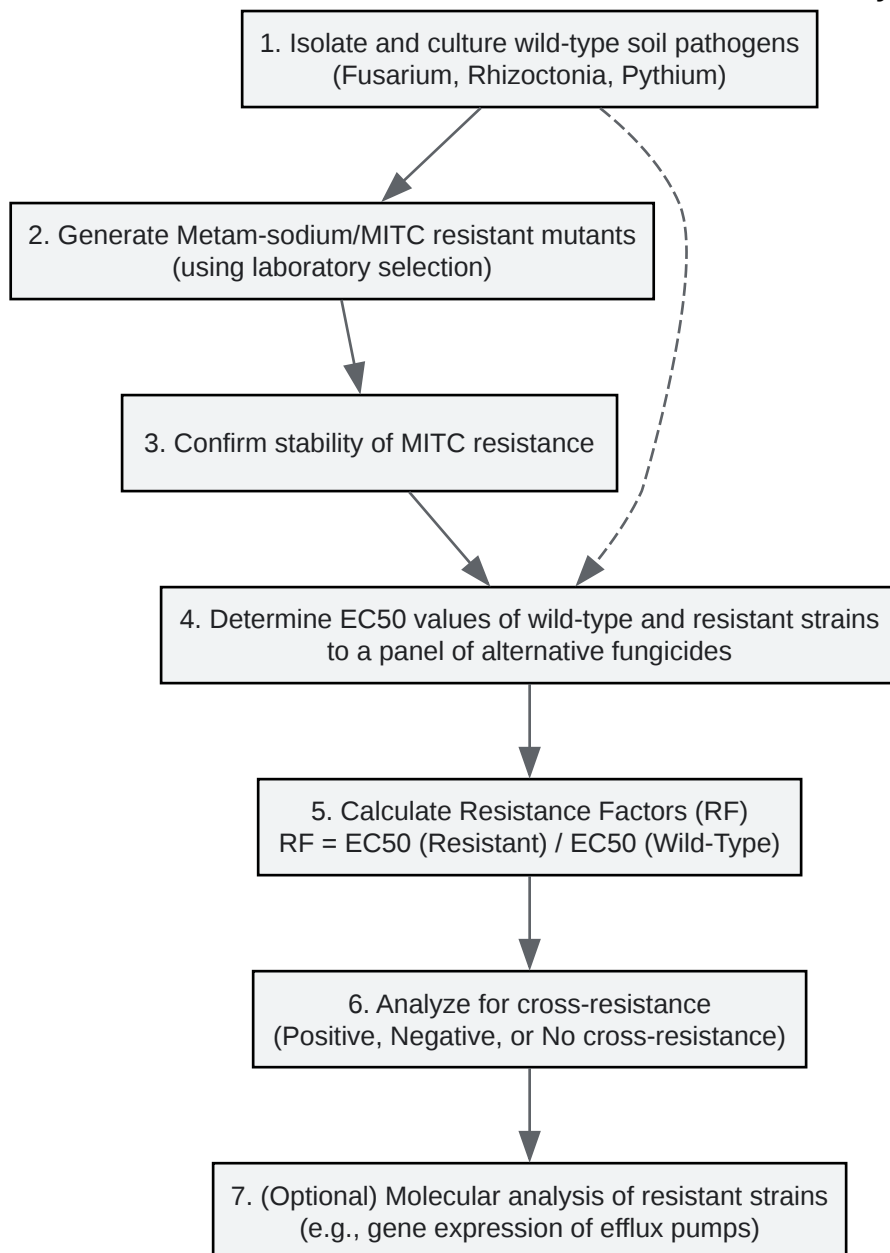 1. Isolate and culture wild-type soil pathogens
(Fusarium, Rhizoctonia, Pythium)
2. Generate Metam-sodium/MITC resistant mutants
(using laboratory selection)
3. Confirm stability of MITC resistance
4. Determine EC50 values of wild-type and resistant strains
to a panel of alternative fungicides
5. Calculate Resistance Factors (RF)
RF = EC50 (Resistant) / EC50 (Wild-Type)
6. Analyze for cross-resistance
(Positive, Negative, or No cross-resistance)
7. (Optional) Molecular analysis of resistant strains
(e.g., gene expression of efflux pumps)